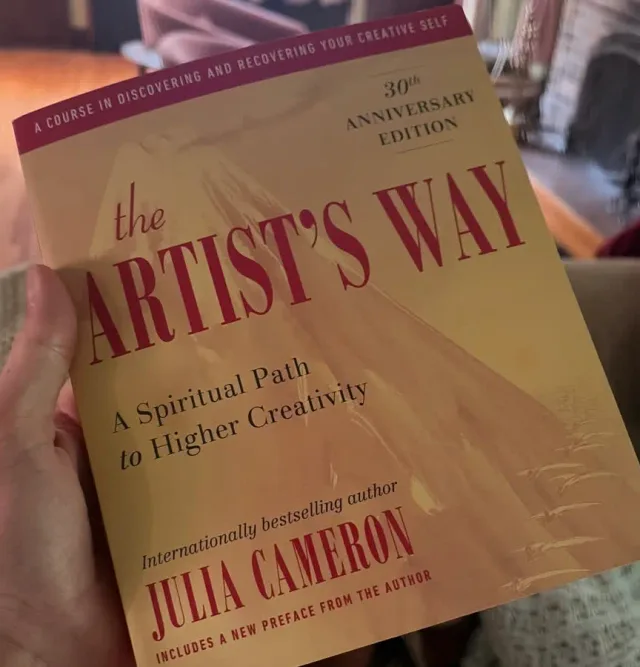 A COURSE IN DISCOVERING AND RECOVERING YOUR CREATIVE SELF
30th
ANNIVERSARY
EDITION
the
ARTIST'S WAY
A Spiritual Path
to Higher Creativity
Internationally bestselling author
JULIA CAMERON
INCLUDES A NEW PREFACE FROM THE AUTHOR